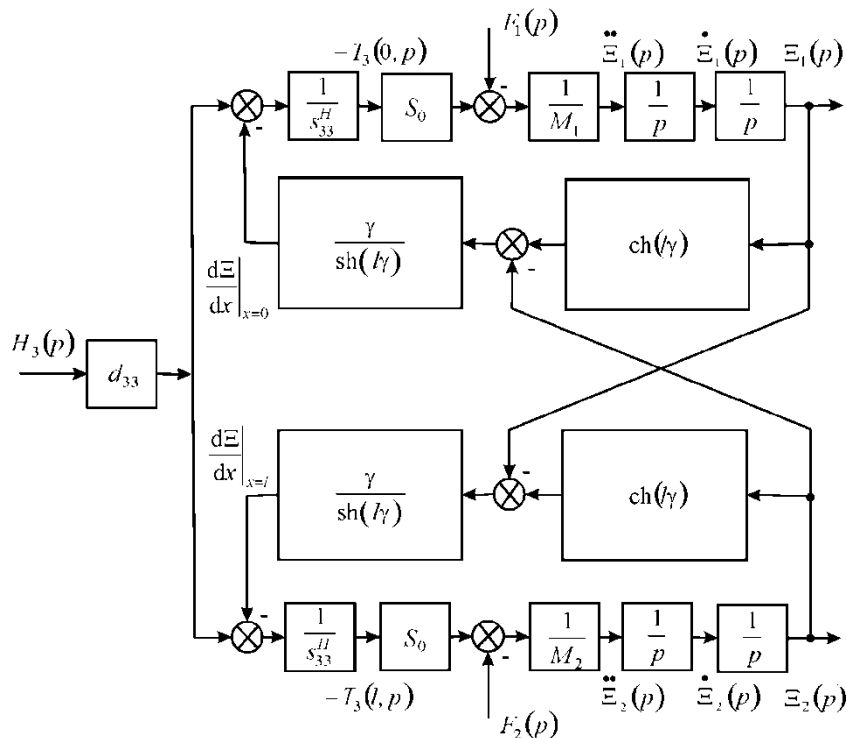 F₁(p)
−T₃(0, p)
Ξ̈₁(p) Ξ̇₁(p) Ξ₁(p)
1/s₃₃ᴴ S₀ 1/M₁ 1/p 1/p
- -
γ/sh(lγ) ch(lγ)
-
dΞ/dx|ₓ₌₀
H₃(p)
d₃₃
dΞ/dx|ₓ₌ₗ
-
γ/sh(lγ) ch(lγ)
- -
1/s₃₃ᴴ S₀ 1/M₂ 1/p 1/p
−T₃(l, p)
Ξ̈₂(p) Ξ̇₂(p) Ξ₂(p)
F₂(p)